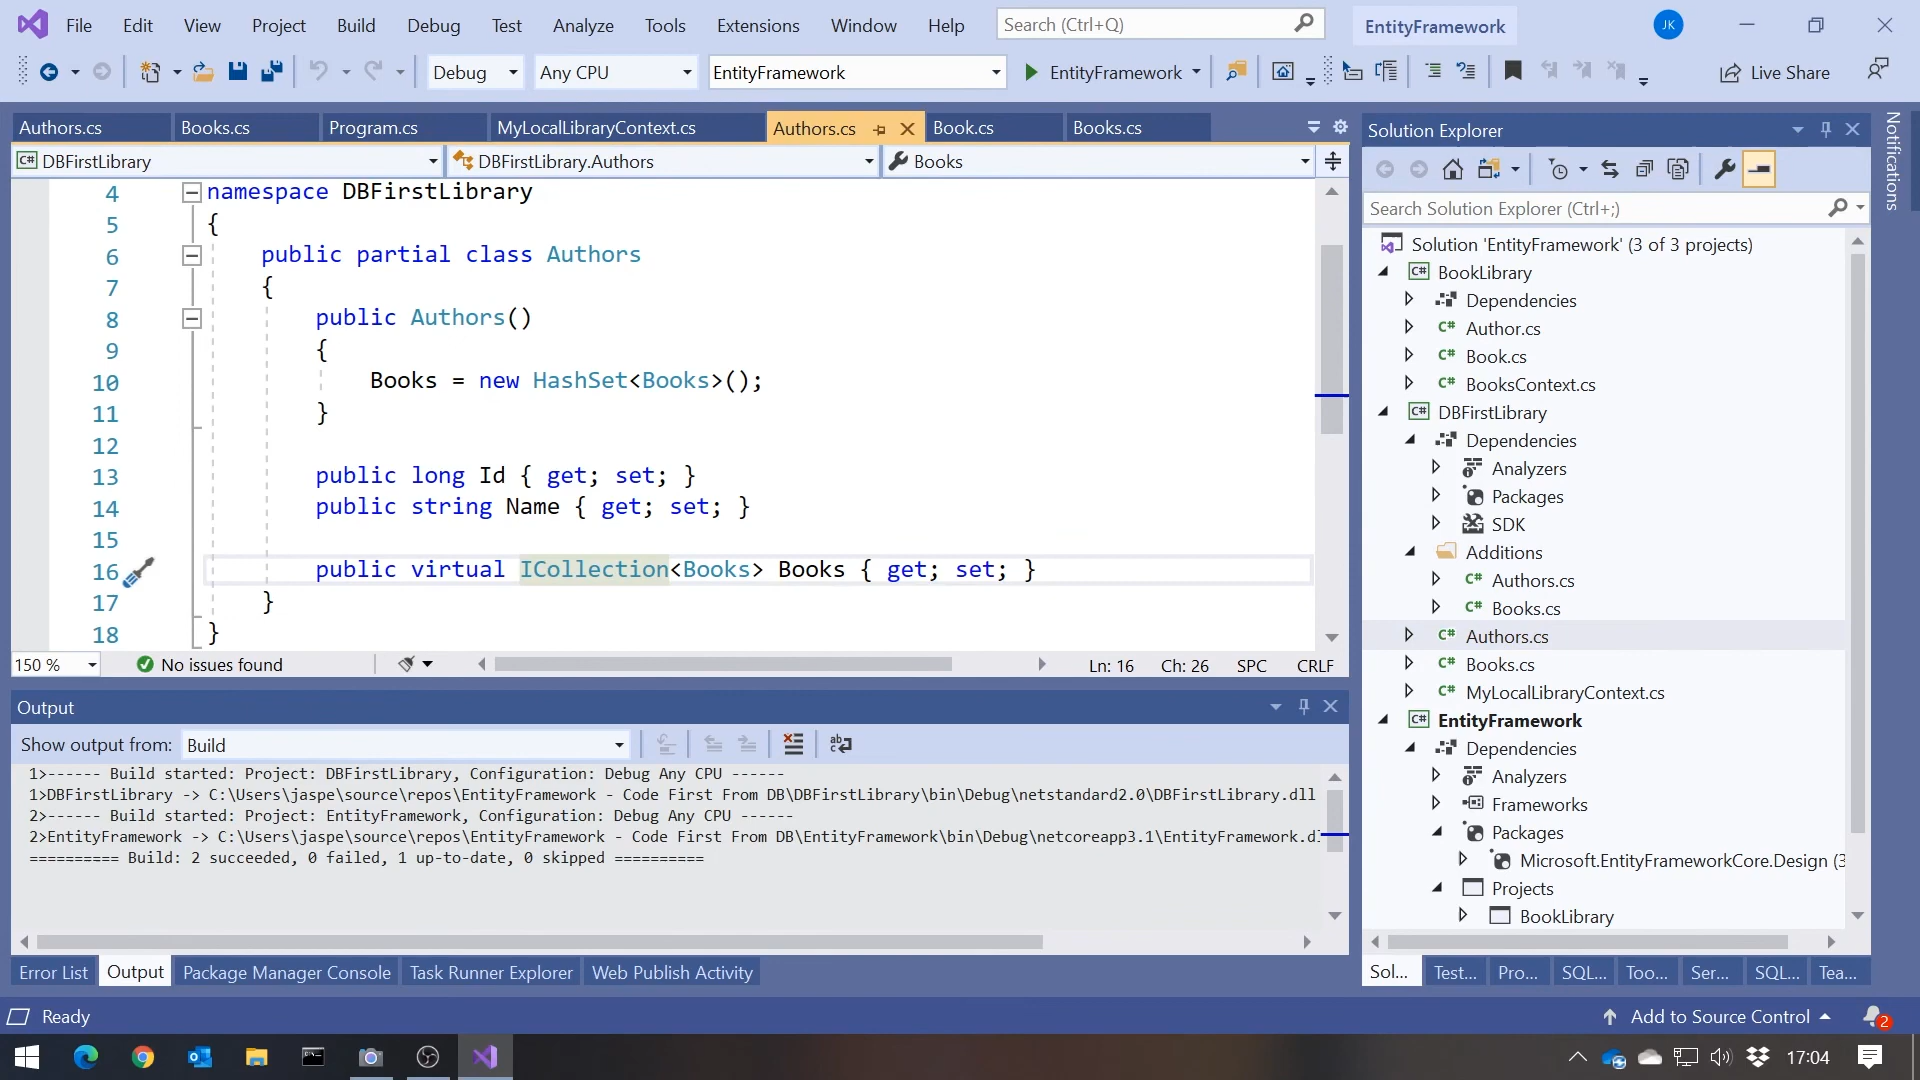 File Edit View Project Build Debug Test Analyze Tools Extensions Window Help Search (Ctrl+Q) EntityFramework JK
Debug Any CPU EntityFramework EntityFramework Live Share
Authors.cs Books.cs Program.cs MyLocalLibraryContext.cs Authors.cs Book.cs Books.cs
C# DBFirstLibrary DBFirstLibrary.Authors Books
4 namespace DBFirstLibrary
5 {
6 public partial class Authors
7 {
8 public Authors()
9 {
10 Books = new HashSet<Books>();
11 }
12
13 public long Id { get; set; }
14 public string Name { get; set; }
15
16 public virtual ICollection<Books> Books { get; set; }
17 }
18 }
150 % No issues found Ln: 16 Ch: 26 SPC CRLF
Output
Show output from: Build
1>------ Build started: Project: DBFirstLibrary, Configuration: Debug Any CPU ------
1>DBFirstLibrary -> C:\Users\jaspe\source\repos\EntityFramework - Code First From DB\DBFirstLibrary\bin\Debug\netstandard2.0\DBFirstLibrary.dll
2>------ Build started: Project: EntityFramework, Configuration: Debug Any CPU ------
2>EntityFramework -> C:\Users\jaspe\source\repos\EntityFramework - Code First From DB\EntityFramework\bin\Debug\netcoreapp3.1\EntityFramework.d
========== Build: 2 succeeded, 0 failed, 1 up-to-date, 0 skipped ==========
Error List Output Package Manager Console Task Runner Explorer Web Publish Activity
Solution Explorer
Search Solution Explorer (Ctrl+;)
Solution 'EntityFramework' (3 of 3 projects)
C# BookLibrary
Dependencies
C# Author.cs
C# Book.cs
C# BooksContext.cs
C# DBFirstLibrary
Dependencies
Analyzers
Packages
SDK
Additions
C# Authors.cs
C# Books.cs
C# Authors.cs
C# Books.cs
C# MyLocalLibraryContext.cs
C# EntityFramework
Dependencies
Analyzers
Frameworks
Packages
Microsoft.EntityFrameworkCore.Design (3
Projects
BookLibrary
Sol... Test... Pro... SQL... Too... Ser... SQL... Tea...
Notifications
Ready Add to Source Control 2
17:04